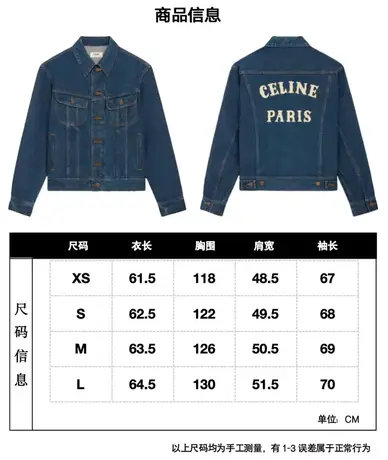 商品信息
CELINE
PARIS
尺码 衣长 胸围 肩宽 袖长
尺码信息
XS 61.5 118 48.5 67
S 62.5 122 49.5 68
M 63.5 126 50.5 69
L 64.5 130 51.5 70
单位: CM
以上尺码均为手工测量，有 1-3 误差属于正常行为